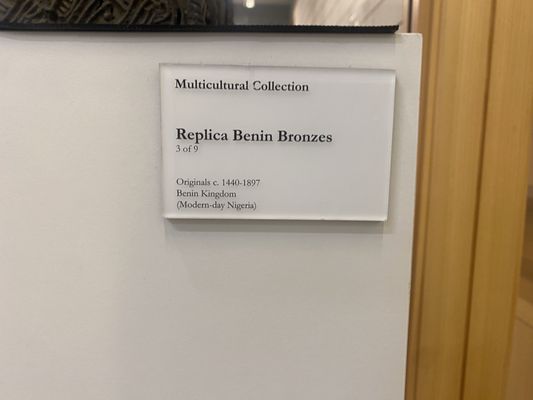 Multicultural Collection
Replica Benin Bronzes
3 of 9
Originals c. 1440-1897
Benin Kingdom
(Modern-day Nigeria)